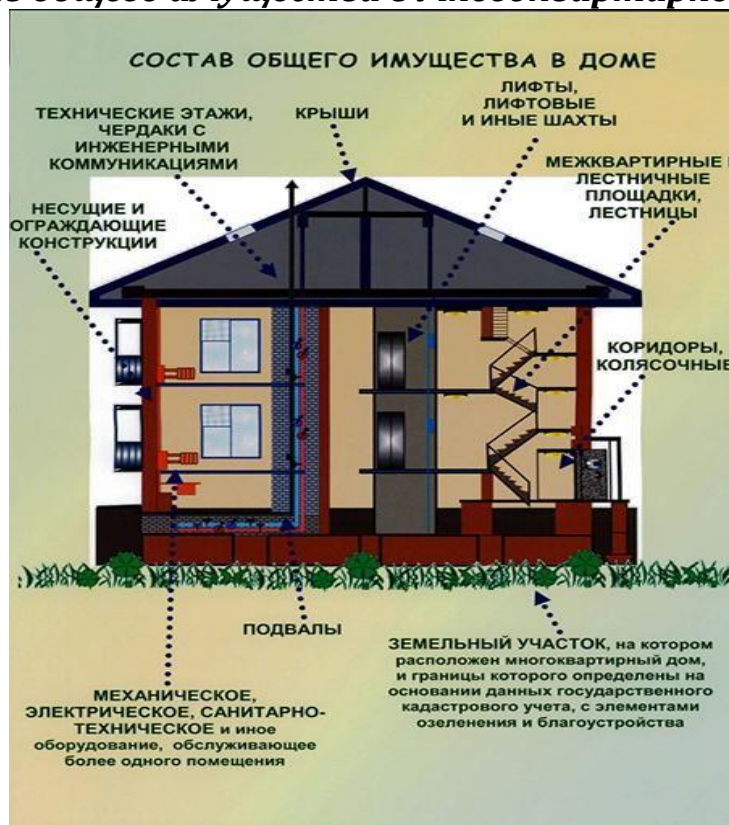 СОСТАВ ОБЩЕГО ИМУЩЕСТВА В ДОМЕ
ТЕХНИЧЕСКИЕ ЭТАЖИ,
ЧЕРДАКИ С
ИНЖЕНЕРНЫМИ
КОММУНИКАЦИЯМИ
КРЫШИ
ЛИФТЫ,
ЛИФТОВЫЕ
И ИНЫЕ ШАХТЫ
МЕЖКВАРТИРНЫЕ
ЛЕСТНИЧНЫЕ
ПЛОЩАДКИ,
ЛЕСТНИЦЫ
НЕСУЩИЕ И
ОГРАЖДАЮЩИЕ
КОНСТРУКЦИИ
КОРИДОРЫ,
КОЛЯСОЧНЫЕ
ПОДВАЛЫ
МЕХАНИЧЕСКОЕ,
ЭЛЕКТРИЧЕСКОЕ, САНИТАРНО-
ТЕХНИЧЕСКОЕ и иное
оборудование, обслуживающее
более одного помещения
ЗЕМЕЛЬНЫЙ УЧАСТОК, на котором
расположен многоквартирный дом,
и границы которого определены на
основании данных государственного
кадастрового учета, с элементами
озеленения и благоустройства